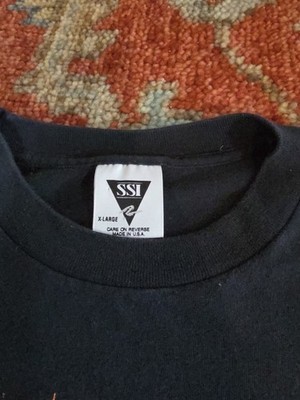 SSI
X-LARGE
CARE ON REVERSE
MADE IN U.S.A.